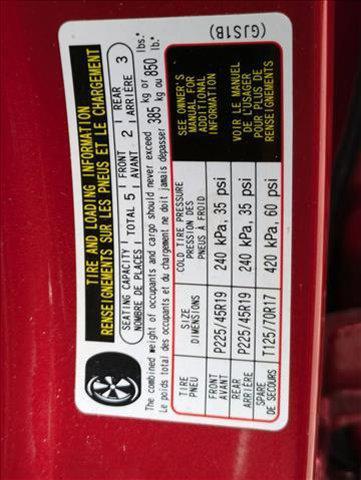 (GJS1B)
TIRE AND LOADING INFORMATION
RENSEIGNEMENTS SUR LES PNEUS ET LE CHARGEMENT
SEATING CAPACITY | TOTAL 5 | FRONT 2 | REAR 3
NOMBRE DE PLACES | AVANT | ARRIÈRE
The combined weight of occupants and cargo should never exceed 385 kg or 850 lbs.
Le poids total des occupants et du chargement ne doit jamais dépasser 385 kg ou 850 lb.
TIRE SIZE COLD TIRE PRESSURE SEE OWNER'S MANUAL FOR ADDITIONAL INFORMATION
PNEU DIMENSIONS PRESSION DES PNEUS À FROID
FRONT P225/45R19 240 kPa, 35 psi
AVANT
REAR P225/45R19 240 kPa, 35 psi VOIR LE MANUEL DE L'USAGER POUR PLUS DE RENSEIGNEMENTS
ARRIÈRE
SPARE T125/70R17 420 kPa, 60 psi
DE SECOURS